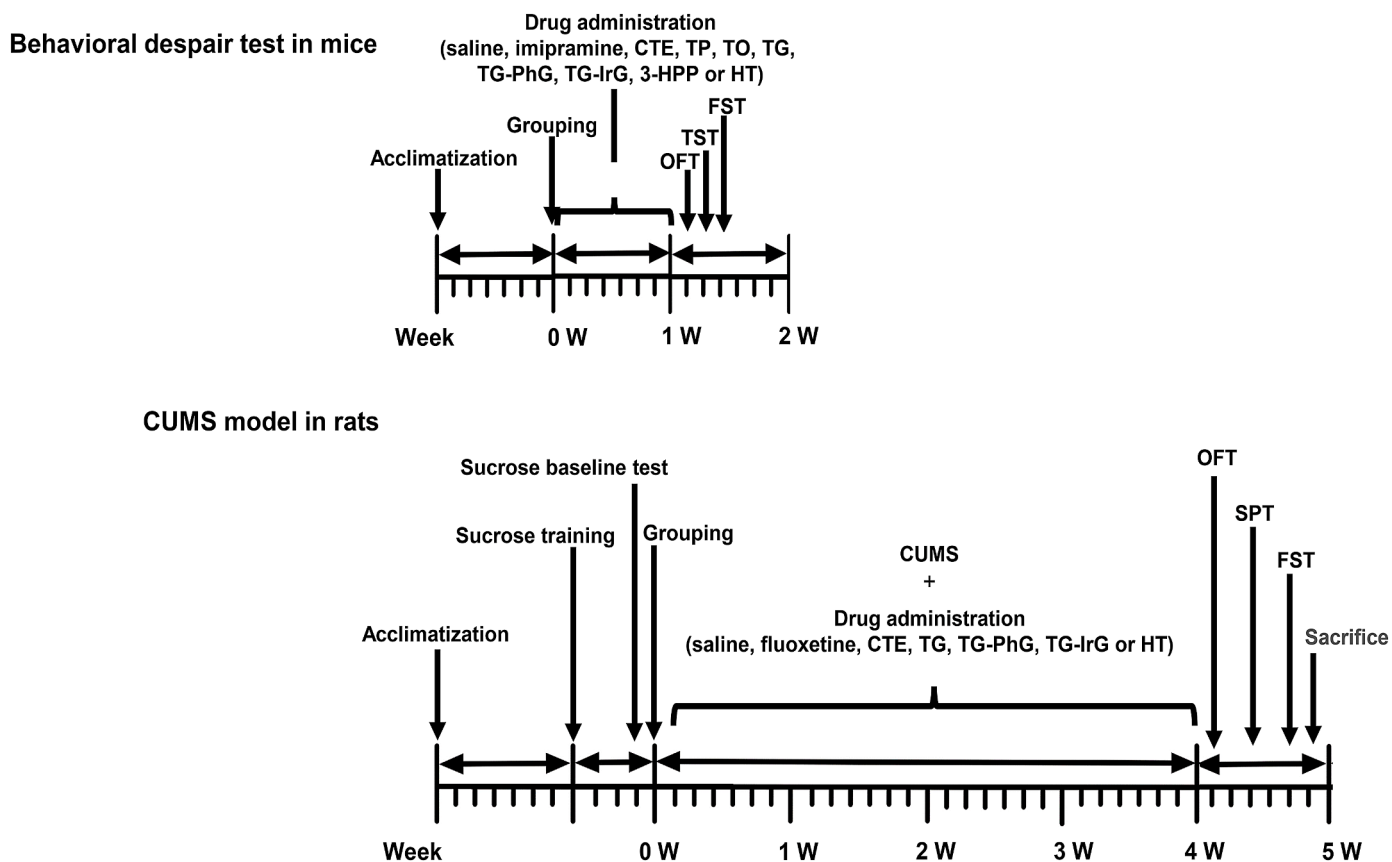 Behavioral despair test in mice
Drug administration
(saline, imipramine, CTE, TP, TO, TG,
TG-PhG, TG-IrG, 3-HPP or HT)
FST
Grouping
TST
Acclimatization
OFT
Week
0 W
1 W
2 W
CUMS model in rats
Sucrose baseline test
OFT
Sucrose training
Grouping
SPT
CUMS
+
FST
Drug administration
(saline, fluoxetine, CTE, TG, TG-PhG, TG-IrG or HT)
Acclimatization
Sacrifice
Week
0 W
1 W
2 W
3 W
4 W
5 W